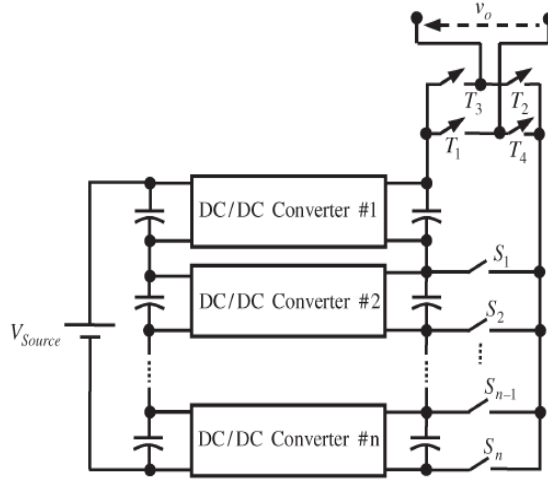 v_o
T_3
T_2
T_1
T_4
DC/DC Converter #1
S_1
DC/DC Converter #2
S_2
V_Source
S_n–1
DC/DC Converter #n
S_n